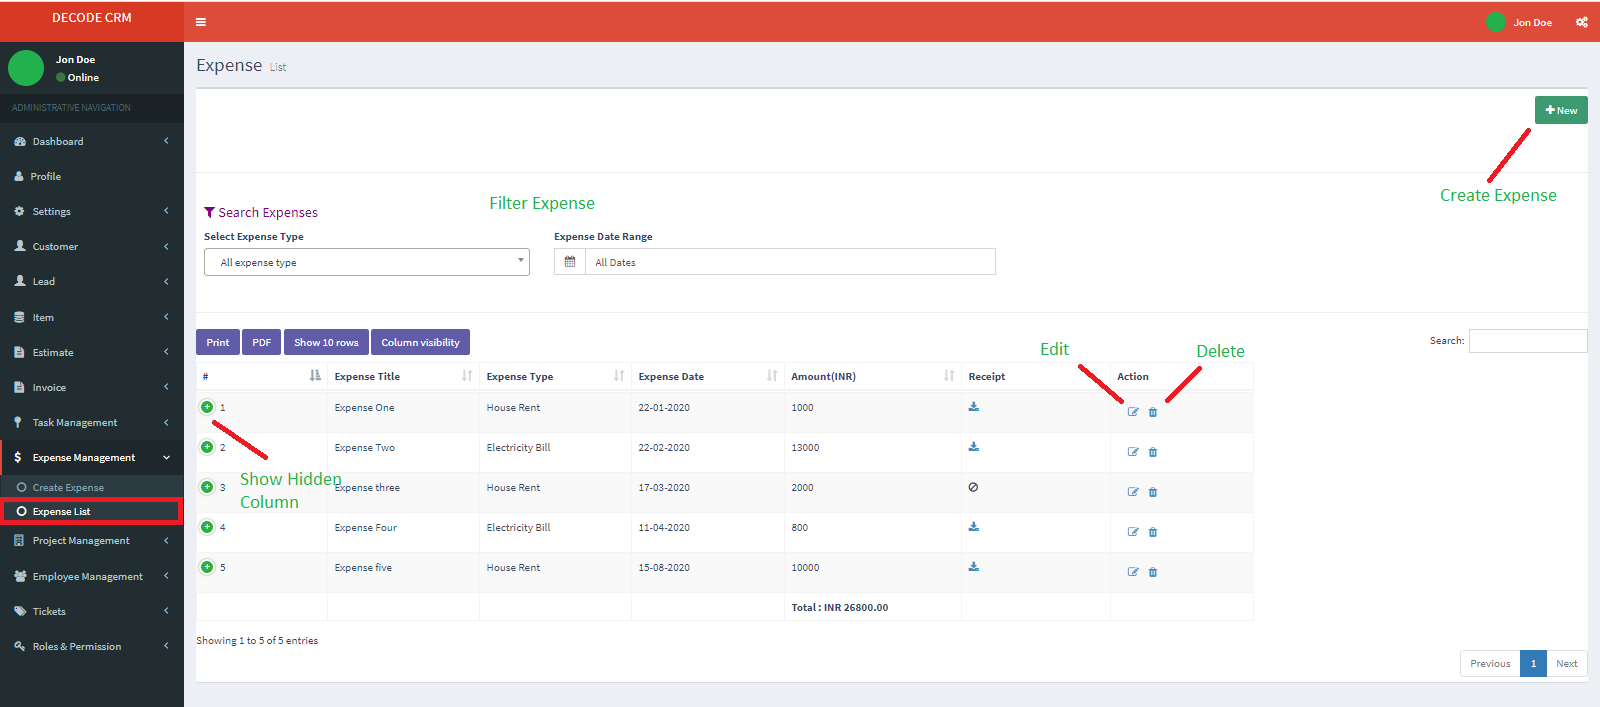 DECODE CRM
Jon Doe
Jon Doe
Online
ADMINISTRATIVE NAVIGATION
Dashboard
Profile
Settings
Customer
Lead
Item
Estimate
Invoice
Task Management
Expense Management
Create Expense
Expense List
Project Management
Employee Management
Tickets
Roles & Permission
Expense List
New
Create Expense
Filter Expense
Search Expenses
Select Expense Type
Expense Date Range
All expense type
All Dates
Print PDF Show 10 rows Column visibility
Search:
Edit
Delete
# Expense Title Expense Type Expense Date Amount(INR) Receipt Action
1 Expense One House Rent 22-01-2020 1000
2 Expense Two Electricity Bill 22-02-2020 13000
Show Hidden
Column
3 Expense three House Rent 17-03-2020 2000
4 Expense Four Electricity Bill 11-04-2020 800
5 Expense five House Rent 15-08-2020 10000
Total : INR 26800.00
Showing 1 to 5 of 5 entries
Previous 1 Next